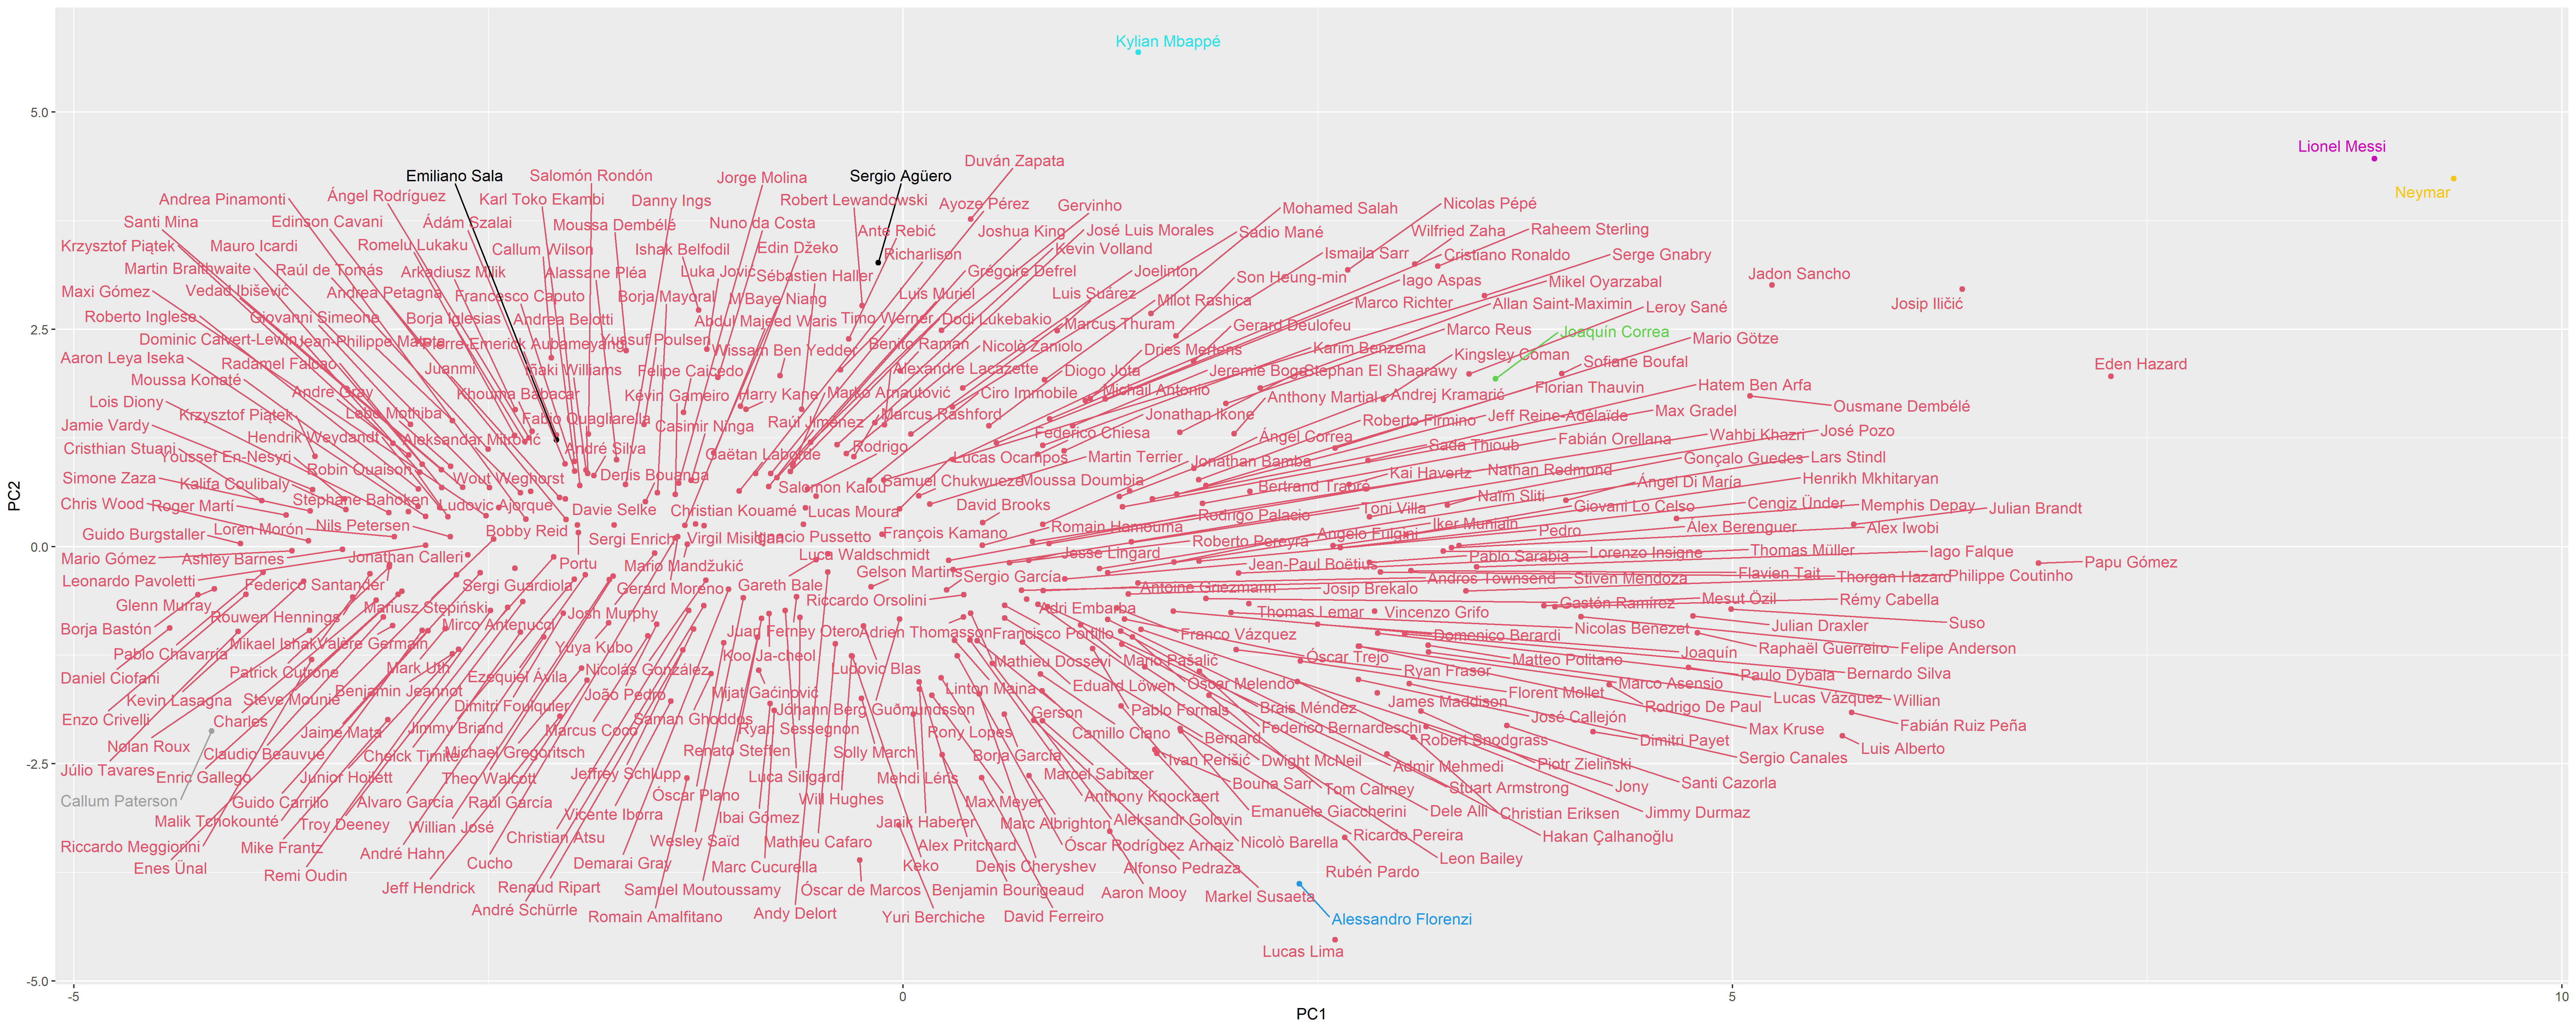 Kylian Mbappé
5.0
Lionel Messi
Neymar
Duván Zapata
Emiliano Sala
Salomón Rondón
Jorge Molina
Sergio Agüero
Andrea Pinamonti
Ángel Rodríguez
Karl Toko Ekambi
Danny Ings
Robert Lewandowski
Ayoze Pérez
Gervinho
Mohamed Salah
Nicolas Pépé
Santi Mina
Edinson Cavani
Ádám Szalai
Moussa Dembélé
Nuno da Costa
Ante Rebić
Joshua King
José Luis Morales
Sadio Mané
Wilfried Zaha
Raheem Sterling
Krzysztof Piątek
Mauro Icardi
Romelu Lukaku
Callum Wilson
Ishak Belfodil
Edin Džeko
Richarlison
Kevin Volland
Ismaila Sarr
Cristiano Ronaldo
Serge Gnabry
Martin Braithwaite
Raúl de Tomás
Arkadiusz Milik
Alassane Pléa
Luka Jović
Sébastien Haller
Grégoire Defrel
Joelinton
Son Heung-min
Iago Aspas
Mikel Oyarzabal
Jadon Sancho
Maxi Gómez
Vedad Ibišević
Andrea Petagna
Francesco Caputo
Borja Mayoral
M'Baye Niang
Luis Muriel
Luis Suárez
Milot Rashica
Marco Richter
Allan Saint-Maximin
Leroy Sané
Josip Iličić
Roberto Inglese
Giovanni Simeone
Borja Iglesias
Andrea Belotti
Abdul Majeed Waris
Timo Werner
Dodi Lukebakio
Marcus Thuram
Gerard Deulofeu
Marco Reus
Joaquín Correa
Mario Götze
2.5
Dominic Calvert-Lewin
Jean-Philippe Mateta
Pierre-Emerick Aubameyang
Yussuf Poulsen
Wissam Ben Yedder
Benito Raman
Nicolò Zaniolo
Dries Mertens
Karim Benzema
Kingsley Coman
Sofiane Boufal
Eden Hazard
Aaron Leya Iseka
Radamel Falcao
Juanmi
Iñaki Williams
Felipe Caicedo
Alexandre Lacazette
Diogo Jota
Jeremie Boga
Stephan El Shaarawy
Florian Thauvin
Hatem Ben Arfa
Ousmane Dembélé
Moussa Konaté
Andre Gray
Khouma Babacar
Kévin Gameiro
Harry Kane
Marko Arnautović
Ciro Immobile
Michail Antonio
Anthony Martial
Andrej Kramarić
Lois Diony
Krzysztof Piątek
Lebo Mothiba
Fabio Quagliarella
Casimir Ninga
Raúl Jiménez
Marcus Rashford
Jonathan Ikone
Roberto Firmino
Jeff Reine-Adélaïde
Max Gradel
Jamie Vardy
Hendrik Weydandt
Aleksandar Mitrović
André Silva
Gaëtan Laborde
Rodrigo
Federico Chiesa
Ángel Correa
Sada Thioub
Fabián Orellana
Wahbi Khazri
José Pozo
Cristhian Stuani
Youssef En-Nesyri
Robin Quaison
Wout Weghorst
Denis Bouanga
Lucas Ocampos
Martin Terrier
Jonathan Bamba
Kai Havertz
Nathan Redmond
Gonçalo Guedes
Lars Stindl
Simone Zaza
Kalifa Coulibaly
Stephane Bahoken
Ludovic Ajorque
Davie Selke
Salomon Kalou
Samuel Chukwueze
Moussa Doumbia
Bertrand Traoré
Naïm Sliti
Ángel Di María
Henrikh Mkhitaryan
Chris Wood
Roger Martí
Christian Kouamé
Lucas Moura
David Brooks
Rodrigo Palacio
Toni Villa
Giovani Lo Celso
Cengiz Ünder
Memphis Depay
Julian Brandt
PC2
Guido Burgstaller
Loren Morón
Nils Petersen
Bobby Reid
Sergi Enrich
Virgil Misidjan
Ignacio Pussetto
François Kamano
Romain Hamouma
Angelo Fulgini
Iker Muniain
Pedro
Álex Berenguer
Alex Iwobi
0.0
Mario Gómez
Ashley Barnes
Jonathan Calleri
Portu
Mario Mandžukić
Luca Waldschmidt
Jesse Lingard
Roberto Pereyra
Pablo Sarabia
Lorenzo Insigne
Thomas Müller
Iago Falque
Papu Gómez
Leonardo Pavoletti
Federico Santander
Sergi Guardiola
Gerard Moreno
Gareth Bale
Gelson Martins
Sergio García
Jean-Paul Boëtius
Andros Townsend
Stiven Mendoza
Flavien Tait
Thorgan Hazard
Philippe Coutinho
Glenn Murray
Rouwen Hennings
Mariusz Stępiński
Josh Murphy
Riccardo Orsolini
Adri Embarba
Antoine Griezmann
Josip Brekalo
Gastón Ramírez
Mesut Özil
Rémy Cabella
Borja Bastón
Mikael Ishak
Valère Germain
Mirco Antenucci
Yuya Kubo
Juan Ferney Otero
Adrien Thomasson
Francisco Portillo
Franco Vázquez
Thomas Lemar
Vincenzo Grifo
Domenico Berardi
Nicolas Benezet
Julian Draxler
Suso
Pablo Chavarría
Patrick Cutrone
Mark Uth
Ezequiel Ávila
Nicolás González
Koo Ja-cheol
Ludovic Blas
Mathieu Dossevi
Mario Pašalić
Óscar Trejo
Ryan Fraser
Matteo Politano
Joaquín
Raphaël Guerreiro
Felipe Anderson
Daniel Ciofani
Kevin Lasagna
Steve Mounié
Benjamin Jeannot
Dimitri Foulquier
João Pedro
Mijat Gaćinović
Linton Maina
Eduard Löwen
Óscar Melendo
Florent Mollet
Marco Asensio
Paulo Dybala
Bernardo Silva
Enzo Crivelli
Charles
Jaime Mata
Jimmy Briand
Marcus Coco
Saman Ghoddos
Jóhann Berg Guðmundsson
Gerson
Pablo Fornals
Brais Méndez
James Maddison
Rodrigo De Paul
Lucas Vázquez
Willian
Nolan Roux
Claudio Beauvue
Cheick Timité
Michael Gregoritsch
Renato Steffen
Ryan Sessegnon
Solly March
Rony Lopes
Borja García
Camillo Ciano
Bernard
Federico Bernardeschi
Robert Snodgrass
José Callejón
Dimitri Payet
Max Kruse
Fabián Ruiz Peña
Luis Alberto
-2.5
Júlio Tavares
Enric Gallego
Junior Hoilett
Theo Walcott
Jeffrey Schlupp
Luca Siligardi
Mehdi Léris
Marcel Sabitzer
Ivan Perišić
Dwight McNeil
Admir Mehmedi
Piotr Zielinski
Sergio Canales
Callum Paterson
Guido Carrillo
Alvaro García
Raúl García
Óscar Plano
Will Hughes
Max Meyer
Anthony Knockaert
Bouna Sarr
Tom Cairney
Stuart Armstrong
Jony
Santi Cazorla
Malik Tchokounté
Troy Deeney
Willian José
Vicente Iborra
Ibai Gómez
Janik Haberer
Marc Albrighton
Aleksandr Golovin
Emanuele Giaccherini
Dele Alli
Christian Eriksen
Jimmy Durmaz
Riccardo Meggiorini
Mike Frantz
André Hahn
Christian Atsu
Wesley Saïd
Mathieu Cafaro
Alex Pritchard
Óscar Rodríguez Arnaiz
Nicolò Barella
Ricardo Pereira
Hakan Çalhanoğlu
Enes Ünal
Remi Oudin
Cucho
Demarai Gray
Marc Cucurella
Keko
Denis Cheryshev
Alfonso Pedraza
Rubén Pardo
Leon Bailey
Jeff Hendrick
Renaud Ripart
Samuel Moutoussamy
Óscar de Marcos
Benjamin Bourigeaud
Aaron Mooy
Markel Susaeta
André Schürrle
Romain Amalfitano
Andy Delort
Yuri Berchiche
David Ferreiro
Alessandro Florenzi
Lucas Lima
-5.0
-5
0
5
10
PC1